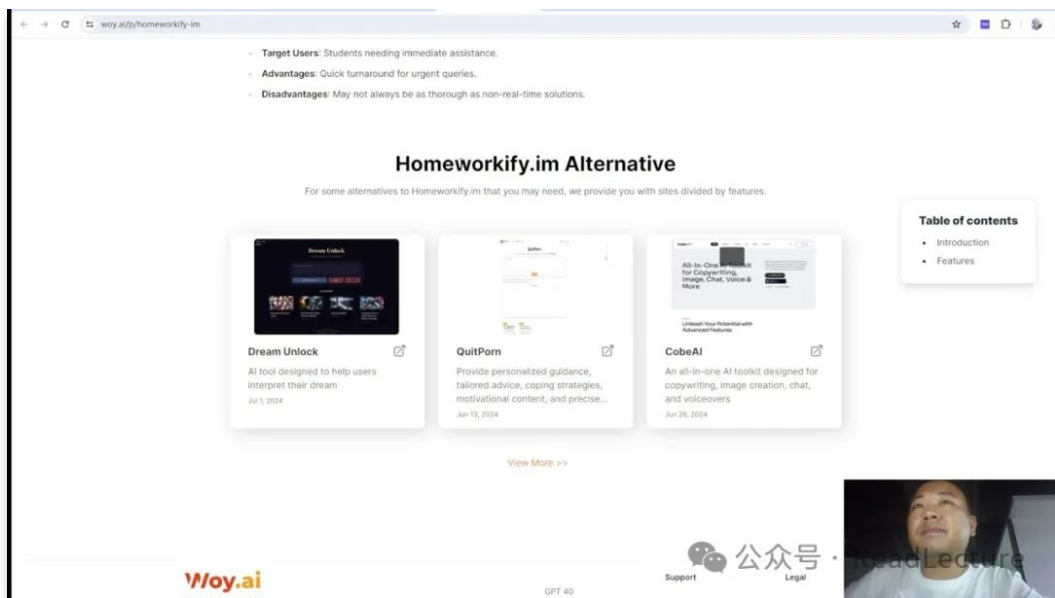 woy.ai/p/homeworkify-im
Target Users: Students needing immediate assistance.
Advantages: Quick turnaround for urgent queries.
Disadvantages: May not always be as thorough as non-real-time solutions.
Homeworkify.im Alternative
For some alternatives to Homeworkify.im that you may need, we provide you with sites divided by features.
Table of contents
Introduction
Features
Dream Unlock
All-In-One AI Toolkit
for Copywriting,
Image, Chat, Voice &
More
Unleash Your Potential with
Advanced Features
Dream Unlock
AI tool designed to help users
interpret their dream
Jul 1, 2024
QuitPorn
Provide personalized guidance,
tailored advice, coping strategies,
motivational content, and precise...
Jun 13, 2024
CobeAI
An all-in-one AI toolkit designed for
copywriting, image creation, chat,
and voiceovers
Jun 28, 2024
View More >>
公众号 · ReadLecture
Woy.ai
GPT 4O
Support
Legal